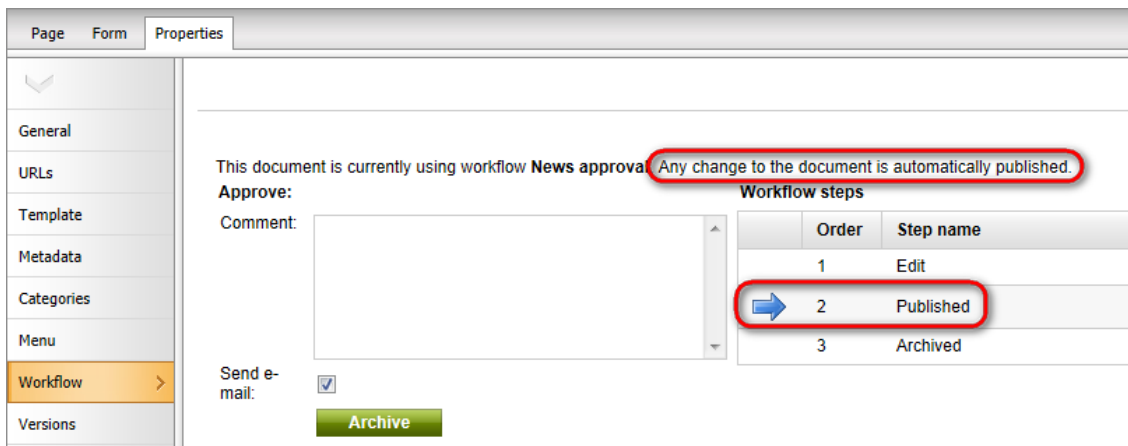 Page Form Properties
General
URLs
Template
Metadata
Categories
Menu
Workflow
Versions
This document is currently using workflow News approval. Any change to the document is automatically published.
Approve:
Comment:
Send e-
mail:
Archive
Workflow steps
Order Step name
1 Edit
2 Published
3 Archived